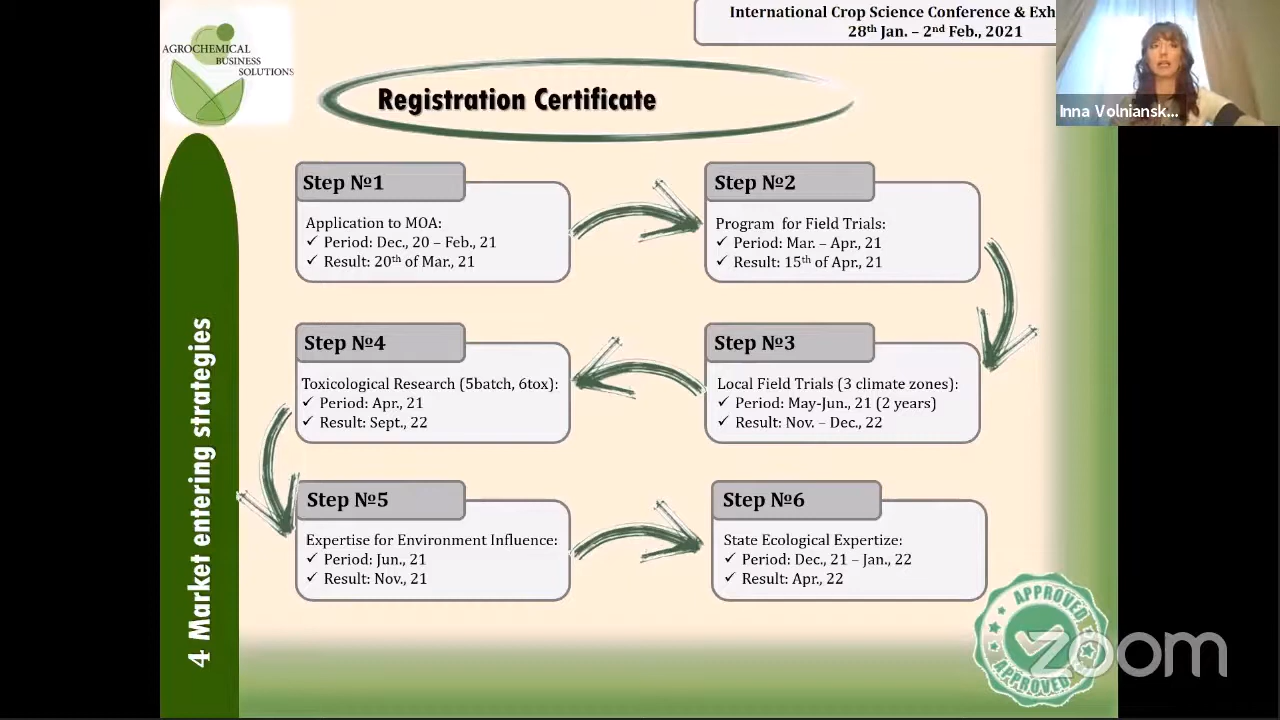 AGROCHEMICAL
BUSINESS
SOLUTIONS
International Crop Science Conference & Exh
28th Jan. – 2nd Feb., 2021
Inna Volniansk...
Registration Certificate
4 Market entering strategies
Step №1
Application to MOA:
✓ Period: Dec., 20 – Feb., 21
✓ Result: 20th of Mar., 21
Step №2
Program for Field Trials:
✓ Period: Mar. – Apr., 21
✓ Result: 15th of Apr., 21
Step №3
Local Field Trials (3 climate zones):
✓ Period: May-Jun., 21 (2 years)
✓ Result: Nov. – Dec., 22
Step №4
Toxicological Research (5batch, 6tox):
✓ Period: Apr., 21
✓ Result: Sept., 22
Step №5
Expertise for Environment Influence:
✓ Period: Jun., 21
✓ Result: Nov., 21
Step №6
State Ecological Expertize:
✓ Period: Dec., 21 – Jan., 22
✓ Result: Apr., 22
APPROVED
zoom
APPROVED